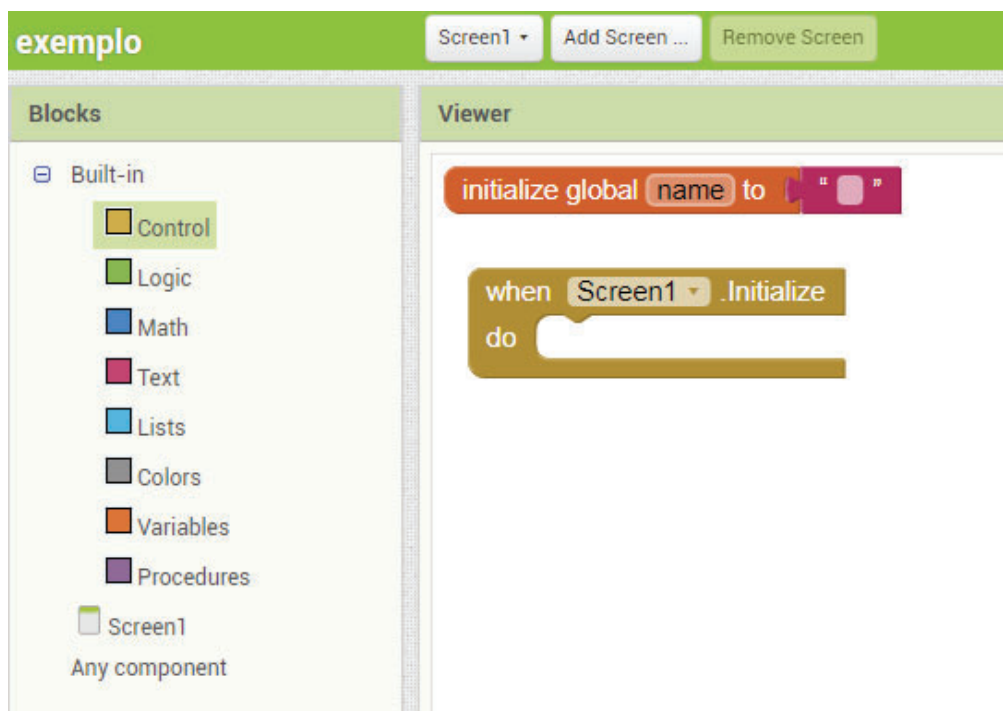 exemplo
Screen1
Add Screen ...
Remove Screen
Blocks
Viewer
Built-in
Control
Logic
Math
Text
Lists
Colors
Variables
Procedures
Screen1
Any component
initialize global name to " "
when Screen1 .Initialize
do